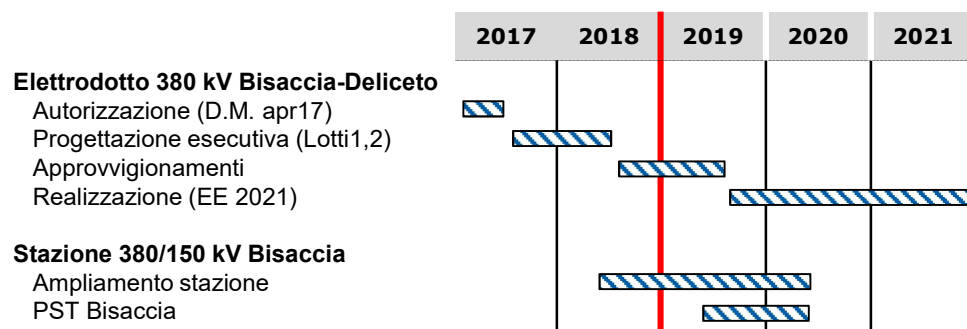 2017 2018 2019 2020 2021
Elettrodotto 380 kV Bisaccia-Deliceto
Autorizzazione (D.M. apr17)
Progettazione esecutiva (Lotti1,2)
Approvvigionamenti
Realizzazione (EE 2021)
Stazione 380/150 kV Bisaccia
Ampliamento stazione
PST Bisaccia